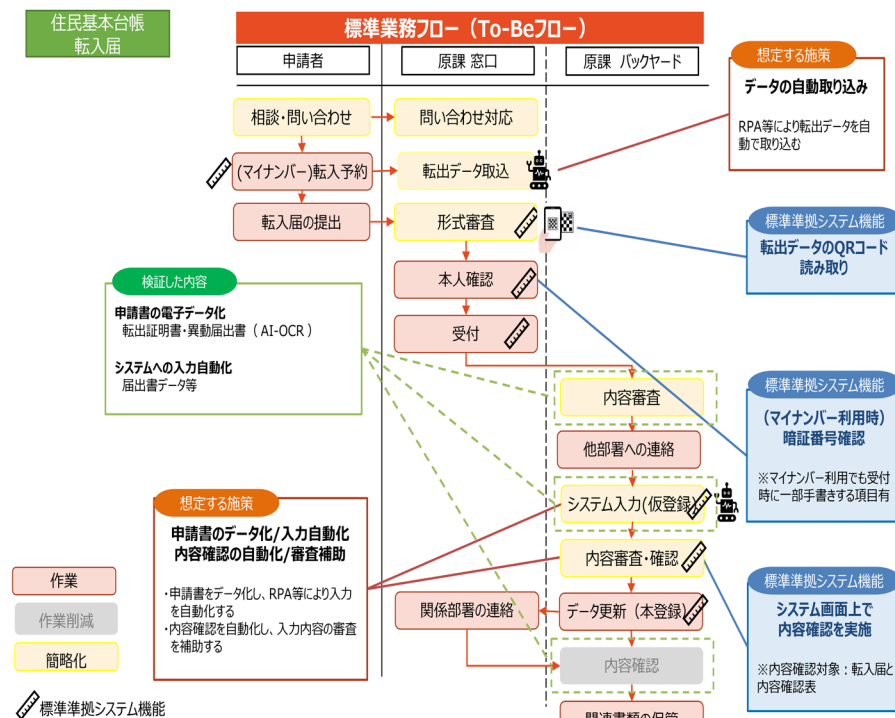 住民基本台帳
転入届
標準業務フロー（To-Beフロー）
申請者
原課 窓口
原課 バックヤード
相談・問い合わせ
問い合わせ対応
(マイナンバー)転入予約
転出データ取込
転入届の提出
形式審査
本人確認
受付
内容審査
他部署への連絡
システム入力(仮登録)
内容審査・確認
関係部署の連絡
データ更新（本登録）
内容確認
関連書類の保管
想定する施策
データの自動取り込み
RPA等により転出データを自
動で取り込む
標準準拠システム機能
転出データのQRコード
読み取り
検証した内容
申請書の電子データ化
転出証明書・異動届出書（ AI-OCR ）
システムへの入力自動化
届出書データ等
標準準拠システム機能
（マイナンバー利用時）
暗証番号確認
※マイナンバー利用でも受付
時に一部手書きする項目有
想定する施策
申請書のデータ化/入力自動化
内容確認の自動化/審査補助
・申請書をデータ化し、RPA等により入力
を自動化する
・内容確認を自動化し、入力内容の審査
を補助する
標準準拠システム機能
システム画面上で
内容確認を実施
※内容確認対象：転入届と
内容確認表
作業
作業削減
簡略化
標準準拠システム機能